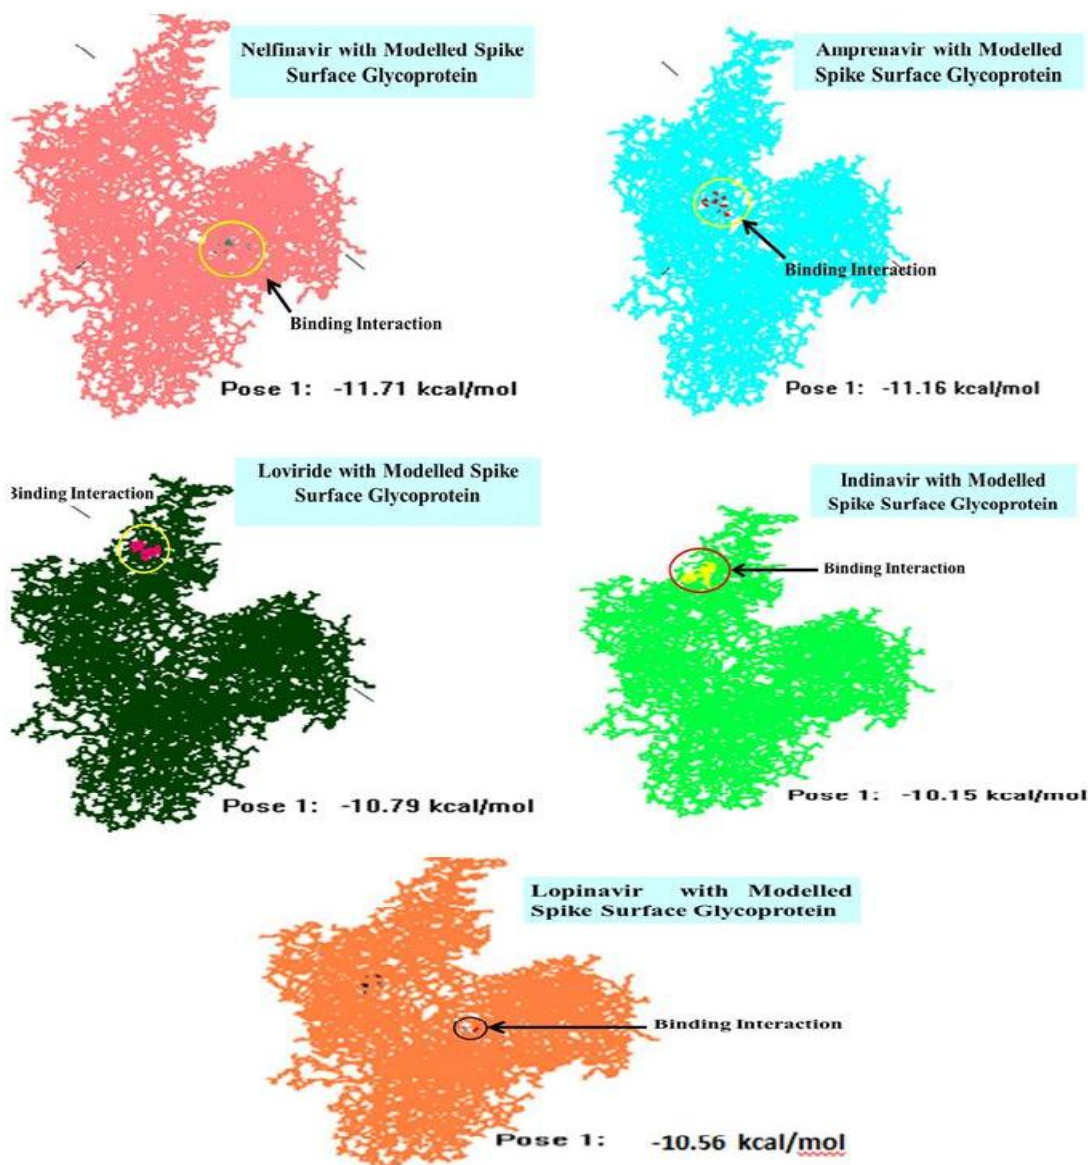 Nelfinavir with Modelled Spike
Surface Glycoprotein
Binding Interaction
Pose 1: -11.71 kcal/mol
Amprenavir with Modelled
Spike Surface Glycoprotein
Binding Interaction
Pose 1: -11.16 kcal/mol
Loviride with Modelled Spike
Surface Glycoprotein
Binding Interaction
Pose 1: -10.79 kcal/mol
Indinavir with Modelled
Spike Surface Glycoprotein
Binding Interaction
Pose 1: -10.15 kcal/mol
Lopinavir with Modelled
Spike Surface Glycoprotein
Binding Interaction
Pose 1: -10.56 kcal/mol